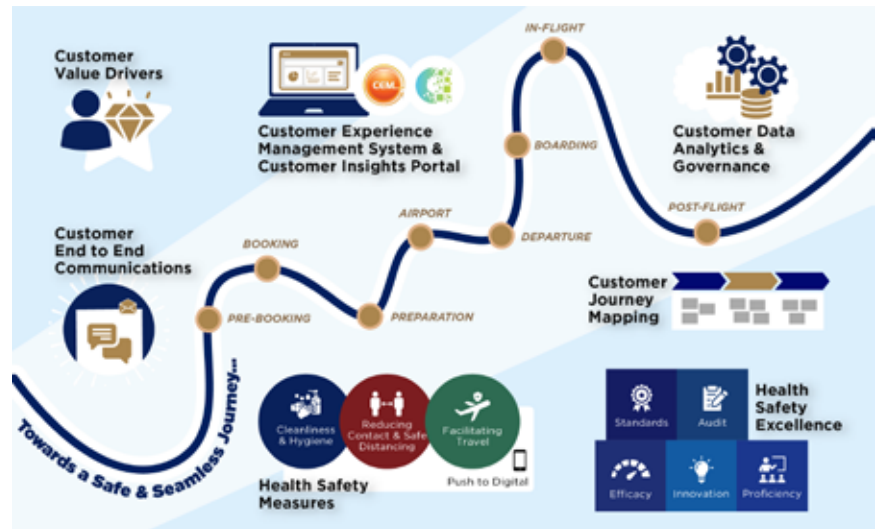 Customer
Value Drivers
CEM
Customer Experience
Management System &
Customer Insights Portal
IN-FLIGHT
BOARDING
Customer Data
Analytics &
Governance
Customer
End to End
Communications
BOOKING
AIRPORT
DEPARTURE
POST-FLIGHT
PRE-BOOKING
PREPARATION
Customer
Journey
Mapping
Towards a Safe & Seamless Journey...
Cleanliness
& Hygiene
Reducing
Contact & Safe
Distancing
Facilitating
Travel
Push to Digital
Health Safety
Measures
Standards
Audit
Efficacy
Innovation
Proficiency
Health
Safety
Excellence